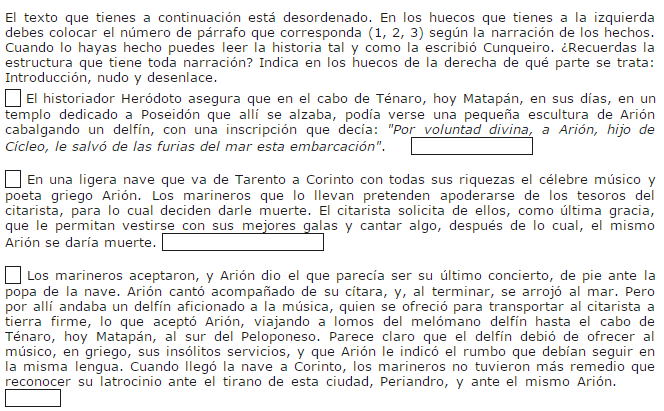 El texto que tienes a continuación está desordenado. En los huecos que tienes a la izquierda
debes colocar el número de párrafo que corresponda (1, 2, 3) según la narración de los hechos.
Cuando lo hayas hecho puedes leer la historia tal y como la escribió Cunqueiro. ¿Recuerdas la
estructura que tiene toda narración? Indica en los huecos de la derecha de qué parte se trata:
Introducción, nudo y desenlace.
El historiador Heródoto asegura que en el cabo de Ténaro, hoy Matapán, en sus días, en un
templo dedicado a Poseidón que allí se alzaba, podía verse una pequeña escultura de Arión
cabalgando un delfín, con una inscripción que decía: "Por voluntad divina, a Arión, hijo de
Cícleo, le salvó de las furias del mar esta embarcación".
En una ligera nave que va de Tarento a Corinto con todas sus riquezas el célebre músico y
poeta griego Arión. Los marineros que lo llevan pretenden apoderarse de los tesoros del
citarista, para lo cual deciden darle muerte. El citarista solicita de ellos, como última gracia,
que le permitan vestirse con sus mejores galas y cantar algo, después de lo cual, el mismo
Arión se daría muerte.
Los marineros aceptaron, y Arión dio el que parecía ser su último concierto, de pie ante la
popa de la nave. Arión cantó acompañado de su cítara, y, al terminar, se arrojó al mar. Pero
por allí andaba un delfín aficionado a la música, quien se ofreció para transportar al citarista a
tierra firme, lo que aceptó Arión, viajando a lomos del melómano delfín hasta el cabo de
Ténaro, hoy Matapán, al sur del Peloponeso. Parece claro que el delfín debió de ofrecer al
músico, en griego, sus insólitos servicios, y que Arión le indicó el rumbo que debían seguir en
la misma lengua. Cuando llegó la nave a Corinto, los marineros no tuvieron más remedio que
reconocer su latrocinio ante el tirano de esta ciudad, Periandro, y ante el mismo Arión.